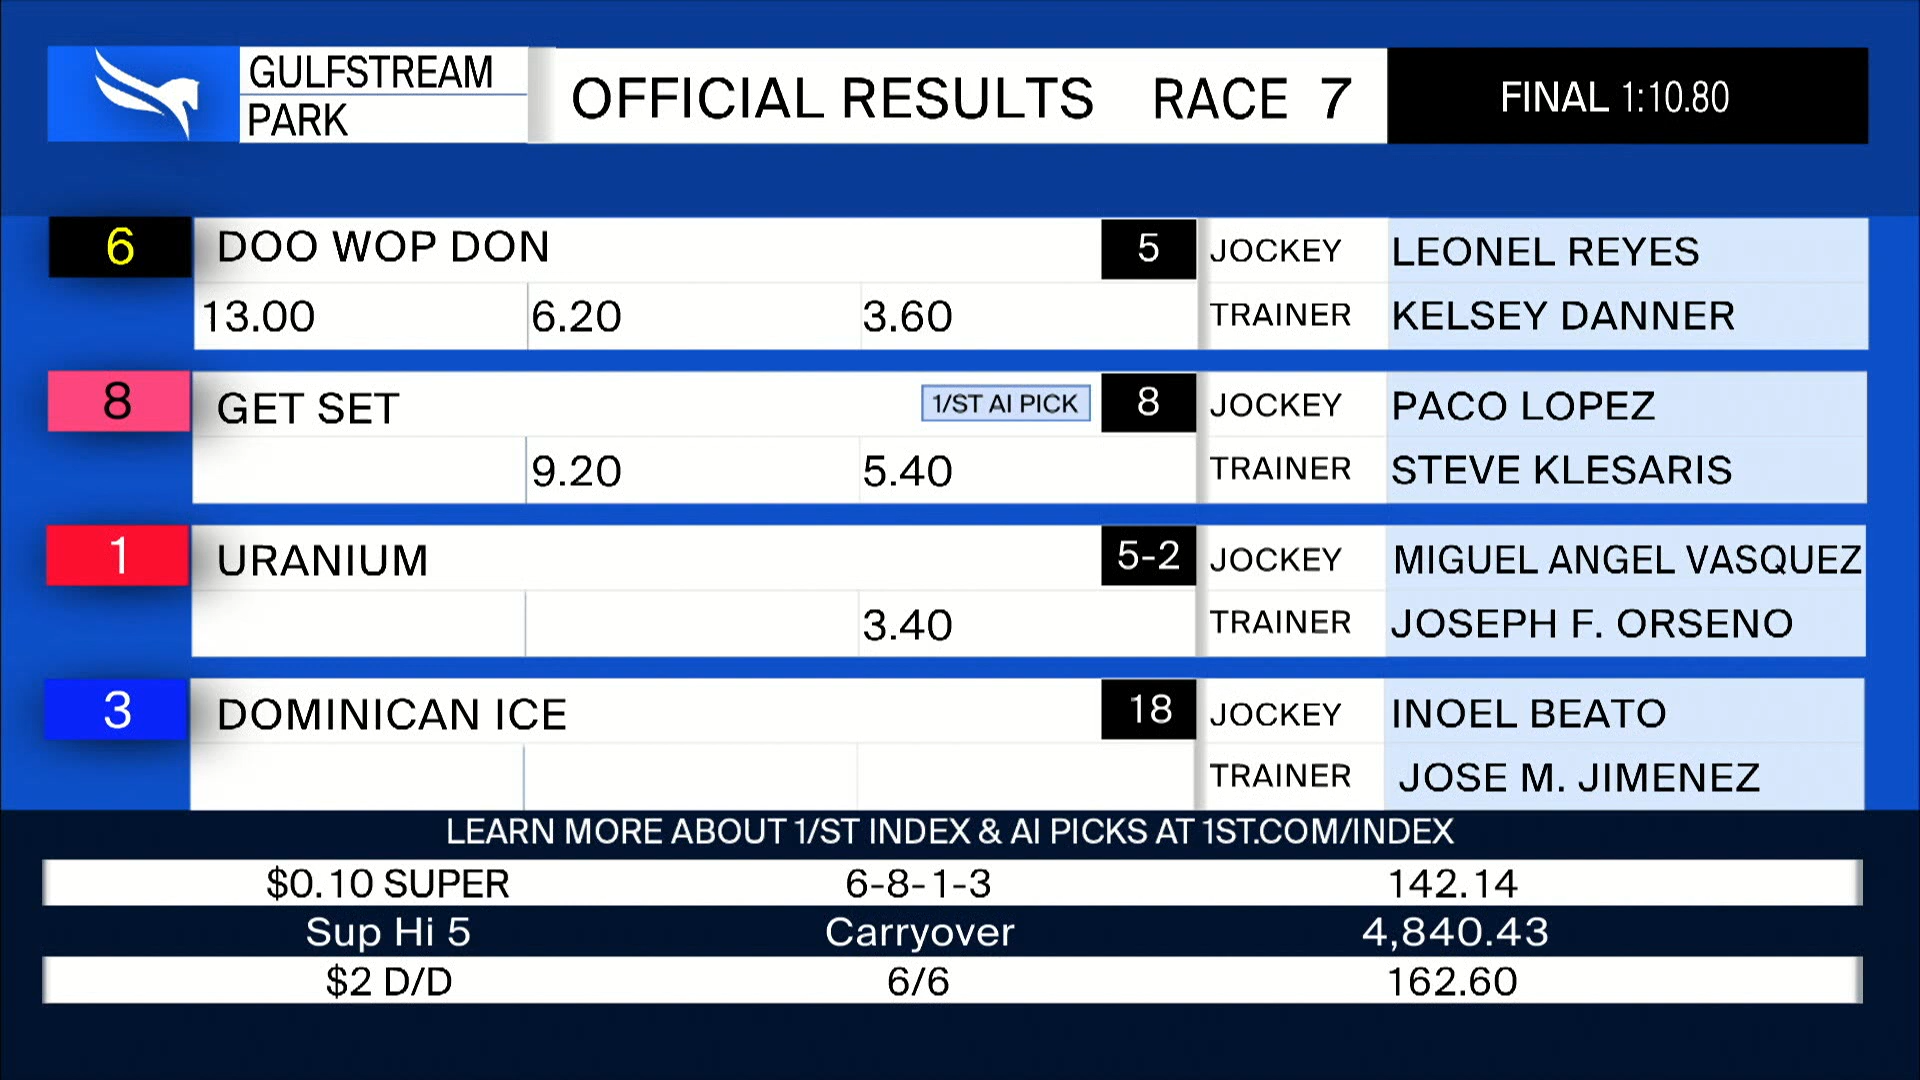 GULFSTREAM
PARK
OFFICIAL RESULTS RACE 7
FINAL 1:10.80
6 DOO WOP DON 5 JOCKEY LEONEL REYES
13.00 6.20 3.60 TRAINER KELSEY DANNER
8 GET SET 1/ST AI PICK 8 JOCKEY PACO LOPEZ
9.20 5.40 TRAINER STEVE KLESARIS
1 URANIUM 5-2 JOCKEY MIGUEL ANGEL VASQUEZ
3.40 TRAINER JOSEPH F. ORSENO
3 DOMINICAN ICE 18 JOCKEY INOEL BEATO
TRAINER JOSE M. JIMENEZ
LEARN MORE ABOUT 1/ST INDEX & AI PICKS AT 1ST.COM/INDEX
$0.10 SUPER 6-8-1-3 142.14
Sup Hi 5 Carryover 4,840.43
$2 D/D 6/6 162.60